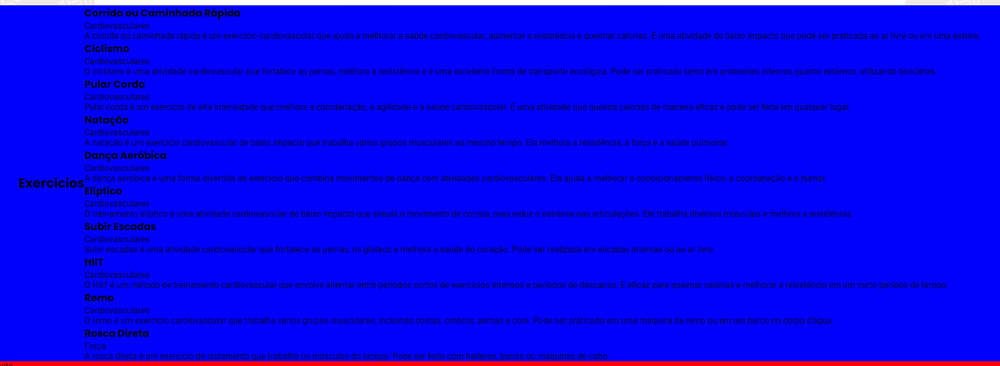 Corrida ou Caminhada Rápida
Cardiovasculares
A corrida ou caminhada rápida é um exercício cardiovascular que ajuda a melhorar a saúde cardiovascular, aumentar a resistência e queimar calorias. É uma atividade de baixo impacto que pode ser praticada ao ar livre ou em uma esteira.
Ciclismo
Cardiovasculares
O ciclismo é uma atividade cardiovascular que fortalece as pernas, melhora a resistência e é uma excelente forma de transporte ecológica. Pode ser praticado tanto em ambientes internos quanto externos, utilizando bicicletas.
Pular Corda
Cardiovasculares
Pular corda é um exercício de alta intensidade que melhora a coordenação, a agilidade e a saúde cardiovascular. É uma atividade que queima calorias de maneira eficaz e pode ser feita em qualquer lugar.
Natação
Cardiovasculares
A natação é um exercício cardiovascular de baixo impacto que trabalha vários grupos musculares ao mesmo tempo. Ela melhora a resistência, a força e a saúde pulmonar.
Dança Aeróbica
Cardiovasculares
A dança aeróbica é uma forma divertida de exercício que combina movimentos de dança com atividades cardiovasculares. Ela ajuda a melhorar o condicionamento físico, a coordenação e o humor.
Exercicios
Elíptico
Cardiovasculares
O treinamento elíptico é uma atividade cardiovascular de baixo impacto que simula o movimento de corrida, mas reduz o estresse nas articulações. Ele trabalha diversos músculos e melhora a resistência.
Subir Escadas
Cardiovasculares
Subir escadas é uma atividade cardiovascular que fortalece as pernas, os glúteos e melhora a saúde do coração. Pode ser realizada em escadas internas ou ao ar livre.
HIIT
Cardiovasculares
O HIIT é um método de treinamento cardiovascular que envolve alternar entre períodos curtos de exercícios intensos e períodos de descanso. É eficaz para queimar calorias e melhorar a resistência em um curto período de tempo.
Remo
Cardiovasculares
O remo é um exercício cardiovascular que trabalha vários grupos musculares, incluindo costas, ombros, pernas e core. Pode ser praticado em uma máquina de remo ou em um barco no corpo d'água.
Rosca Direta
Força
A rosca direta é um exercício de isolamento que trabalha os músculos do bíceps. Pode ser feito com halteres, barras ou máquinas de cabo.